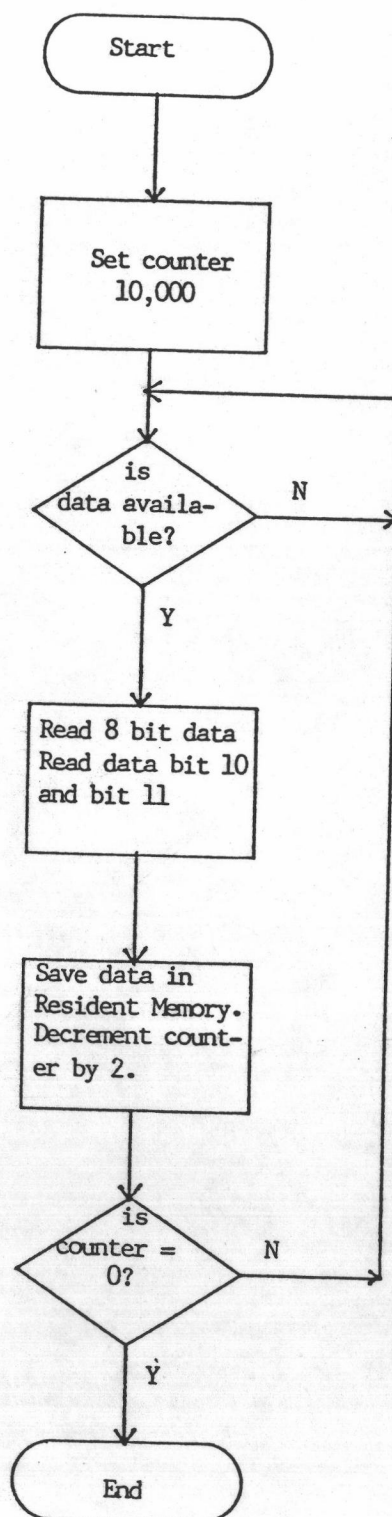 Start
Set counter
10,000
is
data availa-
ble?
N
Y
Read 8 bit data
Read data bit 10
and bit 11
Save data in
Resident Memory.
Decrement count-
er by 2.
is
counter =
0?
N
Y
End